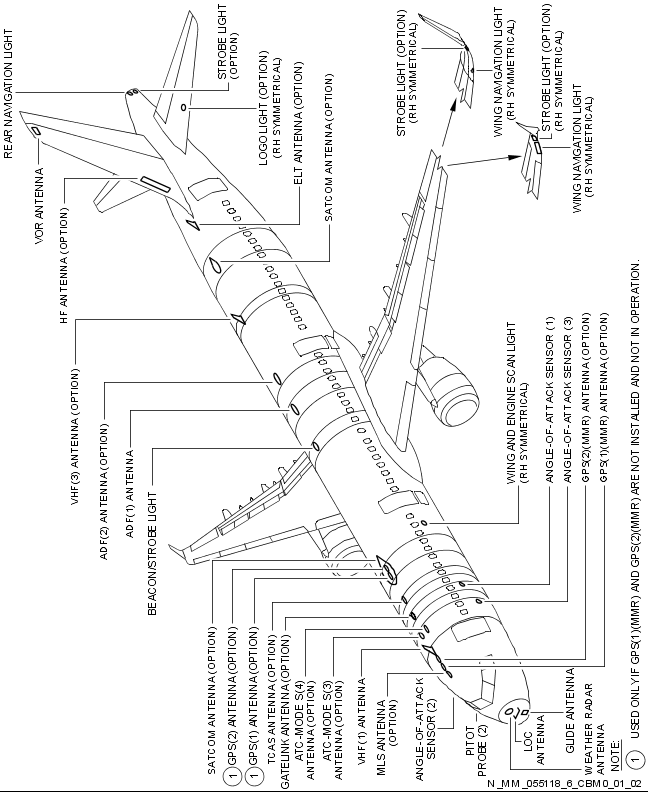 REAR NAVIGATION LIGHT
STROBE LIGHT
(OPTION)
LOGO LIGHT (OPTION)
(RH SYMMETRICAL)
ELT ANTENNA (OPTION)
SATCOM ANTENNA (OPTION)
STROBE LIGHT (OPTION)
(RH SYMMETRICAL)
WING NAVIGATION LIGHT
(RH SYMMETRICAL)
STROBE LIGHT (OPTION)
(RH SYMMETRICAL)
WING NAVIGATION LIGHT
(RH SYMMETRICAL)
VOR ANTENNA
HF ANTENNA (OPTION)
VHF(3) ANTENNA (OPTION)
ADF(2) ANTENNA (OPTION)
ADF(1) ANTENNA
BEACON/STROBE LIGHT
WING AND ENGINE SCAN LIGHT
(RH SYMMETRICAL)
ANGLE-OF-ATTACK SENSOR (1)
ANGLE-OF-ATTACK SENSOR (3)
GPS(2)(MMR) ANTENNA (OPTION)
GPS(1)(MMR) ANTENNA (OPTION)
SATCOM ANTENNA (OPTION)
1 GPS(2) ANTENNA (OPTION)
1 GPS(1) ANTENNA (OPTION)
TCAS ANTENNA (OPTION)
GATELINK ANTENNA (OPTION)
ATC-MODE S(4)
ANTENNA (OPTION)
ATC-MODE S(3)
ANTENNA (OPTION)
VHF(1) ANTENNA
MLS ANTENNA
(OPTION)
ANGLE-OF-ATTACK
SENSOR (2)
PITOT
PROBE (2)
LOC
ANTENNA
GLIDE ANTENNA
WEATHER RADAR
ANTENNA
NOTE:
1 USED ONLY IF GPS(1)(MMR) AND GPS(2)(MMR) ARE NOT INSTALLED AND NOT IN OPERATION.
N_MM_055118_6_CBM0_01_02